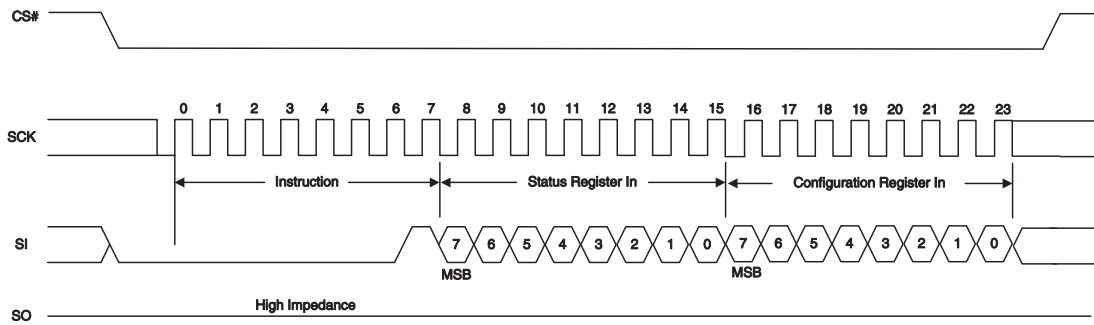 CS#
0 1 2 3 4 5 6 7 8 9 10 11 12 13 14 15 16 17 18 19 20 21 22 23
SCK
Instruction Status Register In Configuration Register In
SI 7 6 5 4 3 2 1 0 7 6 5 4 3 2 1 0
MSB MSB
High Impedance
SO